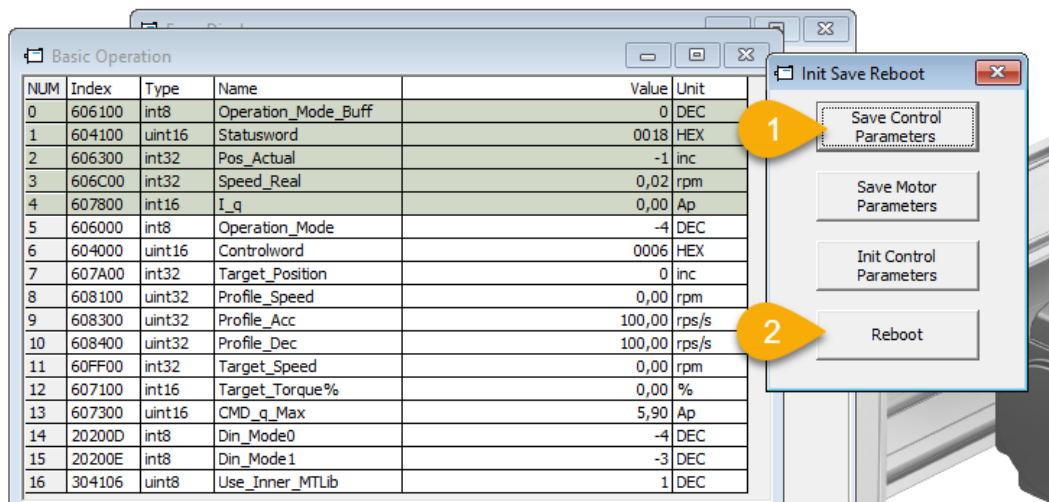 Basic Operation
NUM Index Type Name Value Unit
0 606100 int8 Operation_Mode_Buff 0 DEC
1 604100 uint16 Statusword 0018 HEX
2 606300 int32 Pos_Actual -1 inc
3 606C00 int32 Speed_Real 0,02 rpm
4 607800 int16 I_q 0,00 Ap
5 606000 int8 Operation_Mode -4 DEC
6 604000 uint16 Controlword 0006 HEX
7 607A00 int32 Target_Position 0 inc
8 608100 uint32 Profile_Speed 0,00 rpm
9 608300 uint32 Profile_Acc 100,00 rps/s
10 608400 uint32 Profile_Dec 100,00 rps/s
11 60FF00 int32 Target_Speed 0,00 rpm
12 607100 int16 Target_Torque% 0,00 %
13 607300 uint16 CMD_q_Max 5,90 Ap
14 20200D int8 Din_Mode0 -4 DEC
15 20200E int8 Din_Mode1 -3 DEC
16 304106 uint8 Use_Inner_MTLib 1 DEC
Init Save Reboot
1
Save Control
Parameters
Save Motor
Parameters
Init Control
Parameters
2
Reboot